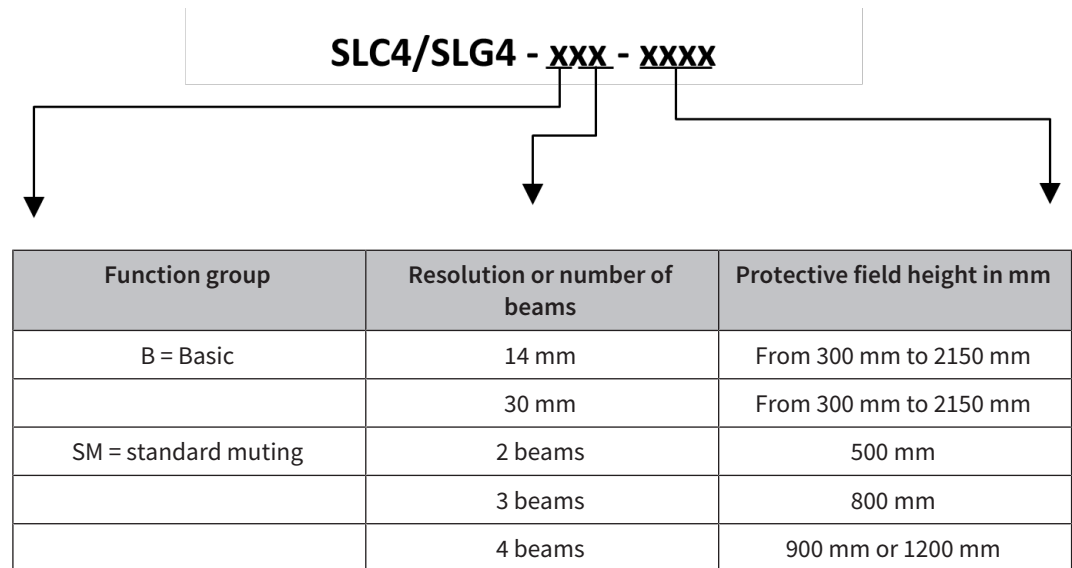 SLC4/SLG4 - xxx - xxxx
Function group
Resolution or number of
beams
Protective field height in mm
B = Basic
14 mm
From 300 mm to 2150 mm
30 mm
From 300 mm to 2150 mm
SM = standard muting
2 beams
500 mm
3 beams
800 mm
4 beams
900 mm or 1200 mm